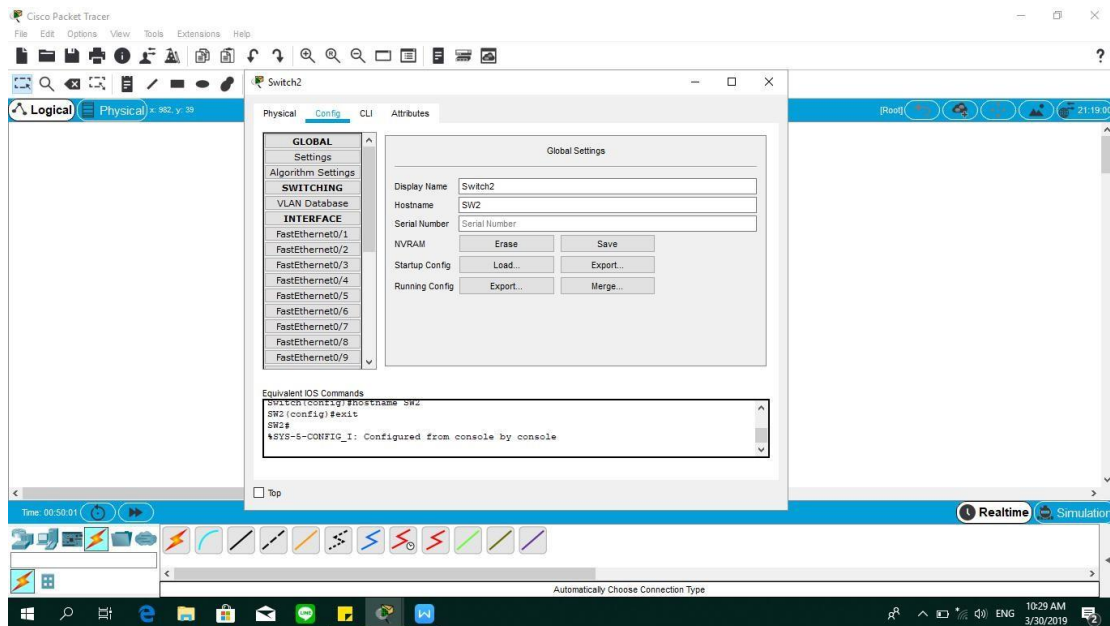 Cisco Packet Tracer
File Edit Options View Tools Extensions Help
?
Switch2
Logical
Physical
x: 982, y: 39
[Root]
21:19:00
Physical Config CLI Attributes
GLOBAL
Settings
Algorithm Settings
SWITCHING
VLAN Database
INTERFACE
FastEthernet0/1
FastEthernet0/2
FastEthernet0/3
FastEthernet0/4
FastEthernet0/5
FastEthernet0/6
FastEthernet0/7
FastEthernet0/8
FastEthernet0/9
Global Settings
Display Name Switch2
Hostname SW2
Serial Number Serial Number
NVRAM Erase Save
Startup Config Load... Export...
Running Config Export... Merge...
Equivalent IOS Commands
Switch(config)#hostname SW2
SW2(config)#exit
SW2#
%SYS-5-CONFIG_I: Configured from console by console
Top
Time: 00:50:01
Realtime
Simulation
Automatically Choose Connection Type
ENG
10:29 AM
3/30/2019
2